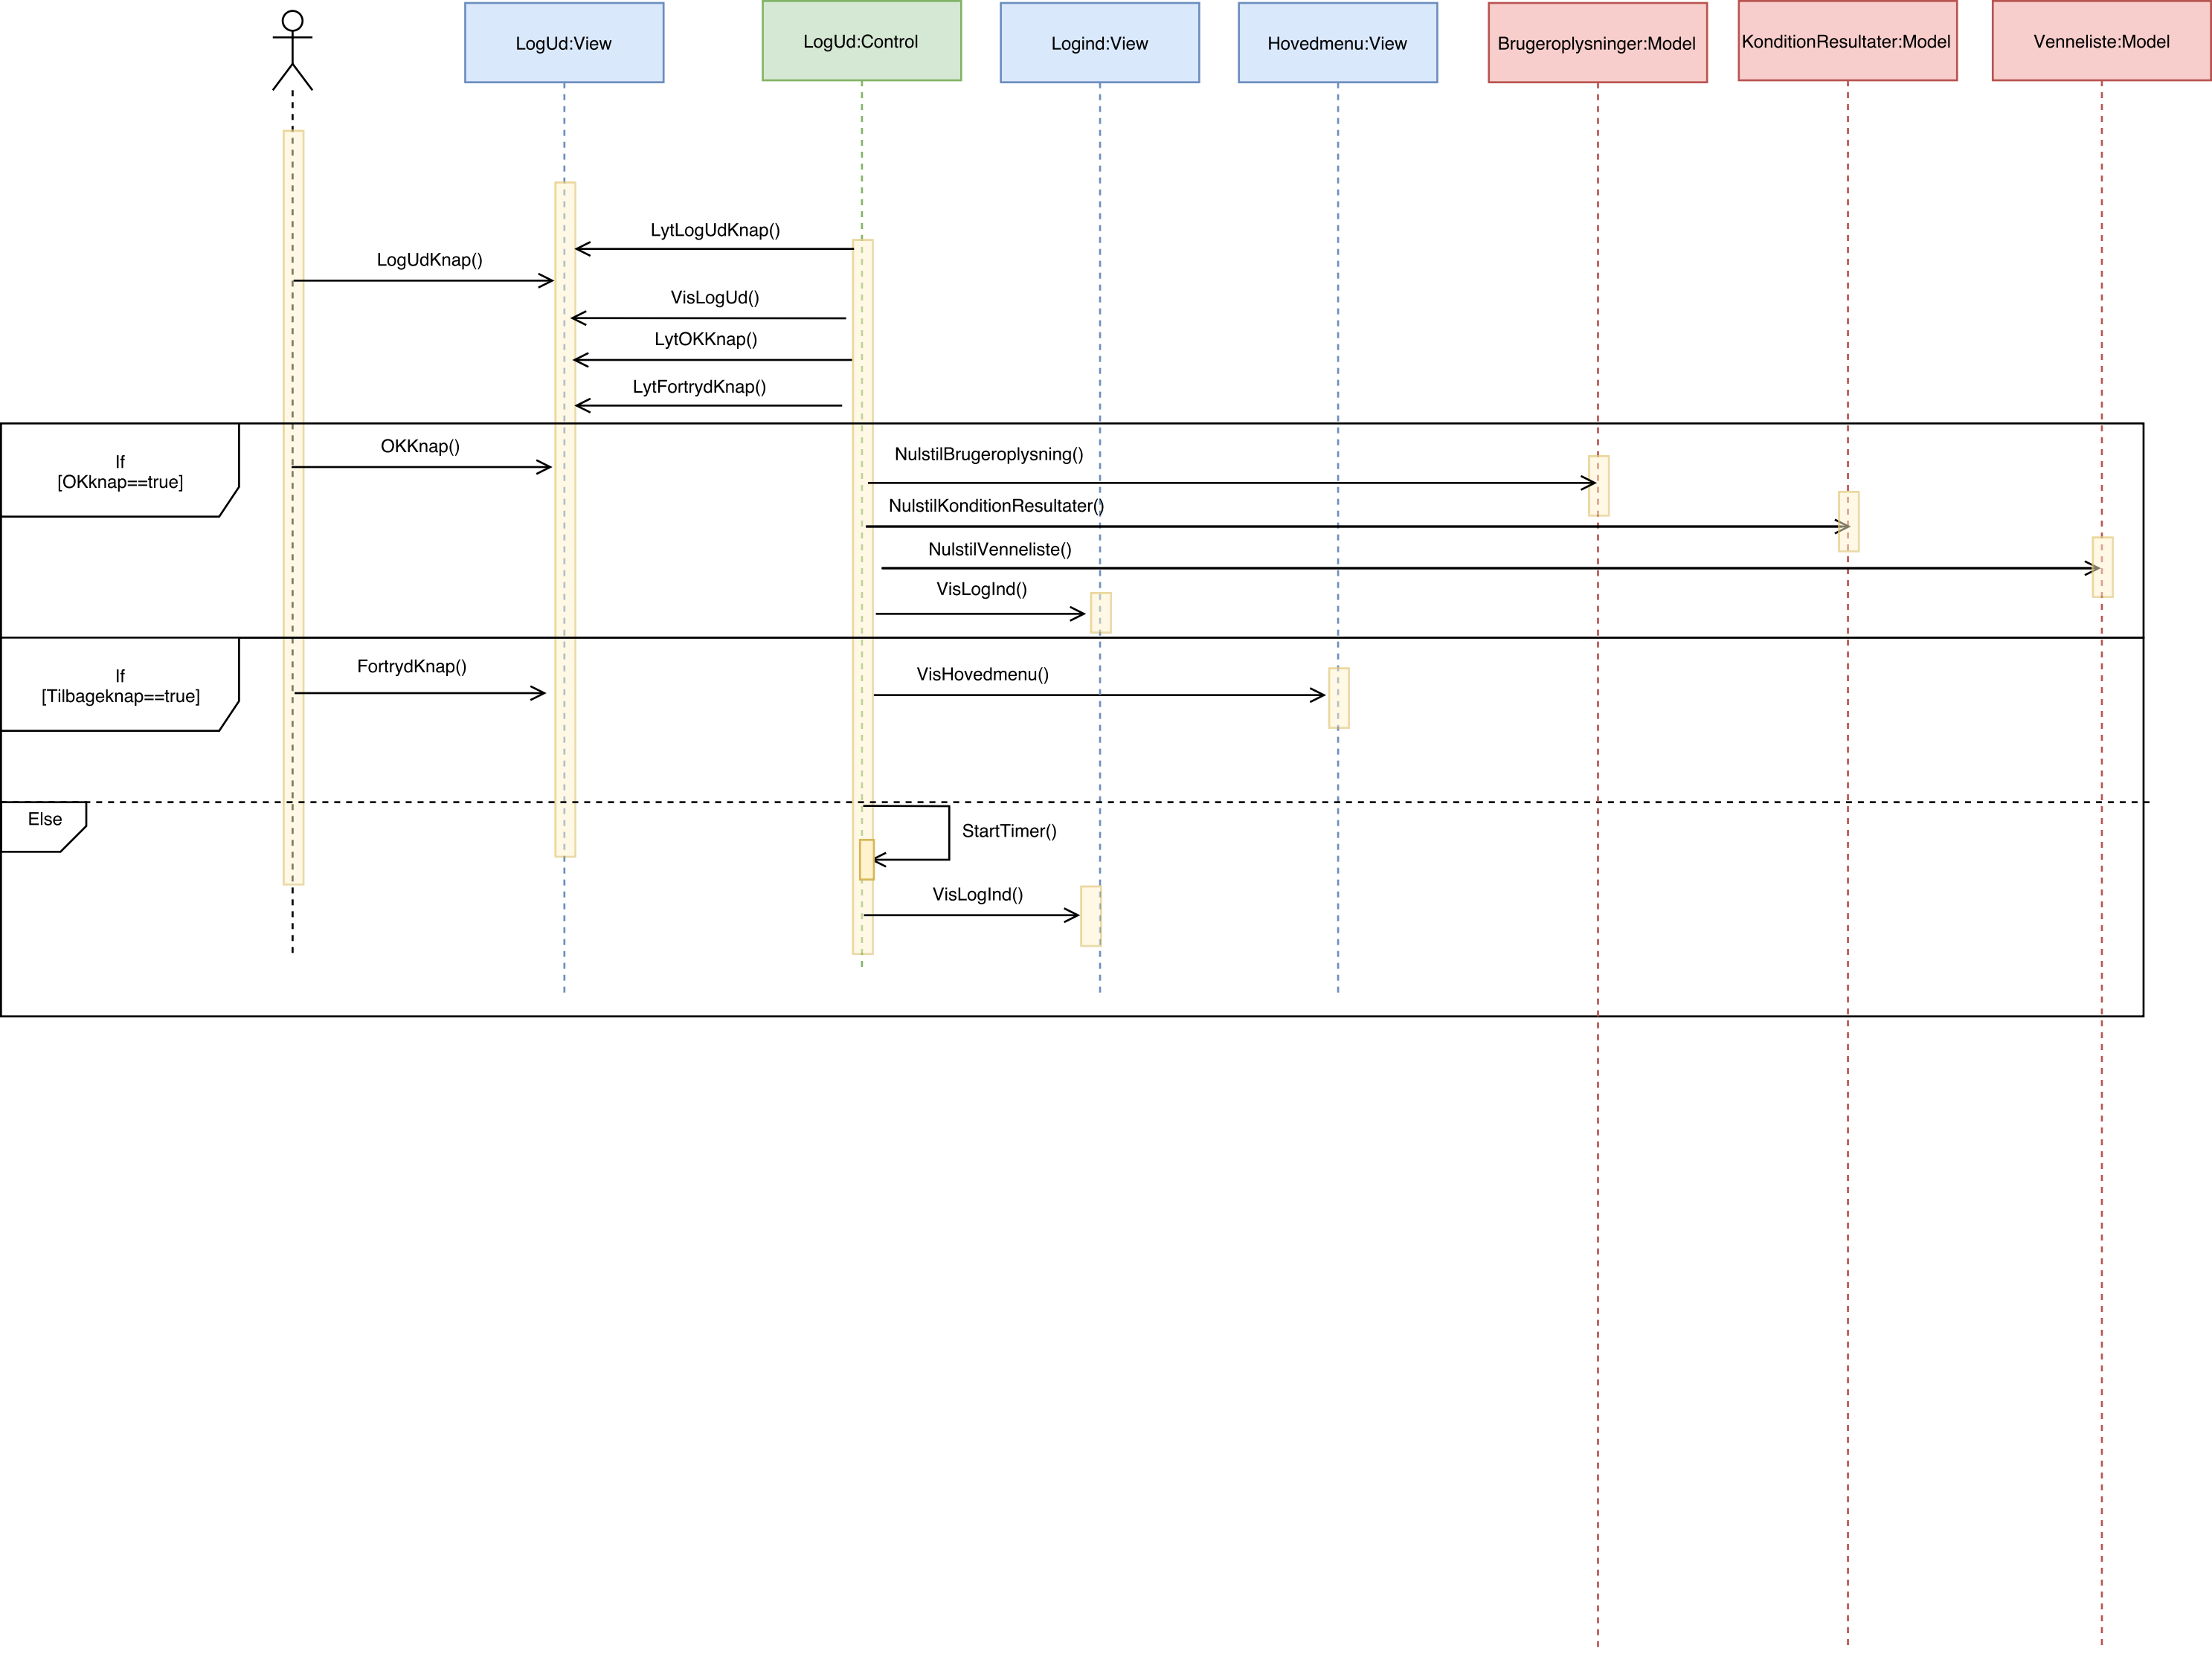 LogUd:View
LogUd:Control
Logind:View
Hovedmenu:View
Brugeroplysninger:Model
KonditionResultater:Model
Venneliste:Model
LytLogUdKnap()
LogUdKnap()
VisLogUd()
LytOKKnap()
LytFortrydKnap()
If
[OKknap==true]
OKKnap()
NulstilBrugeroplysning()
NulstilKonditionResultater()
NulstilVenneliste()
VisLogInd()
If
[Tilbageknap==true]
FortrydKnap()
VisHovedmenu()
Else
StartTimer()
VisLogInd()